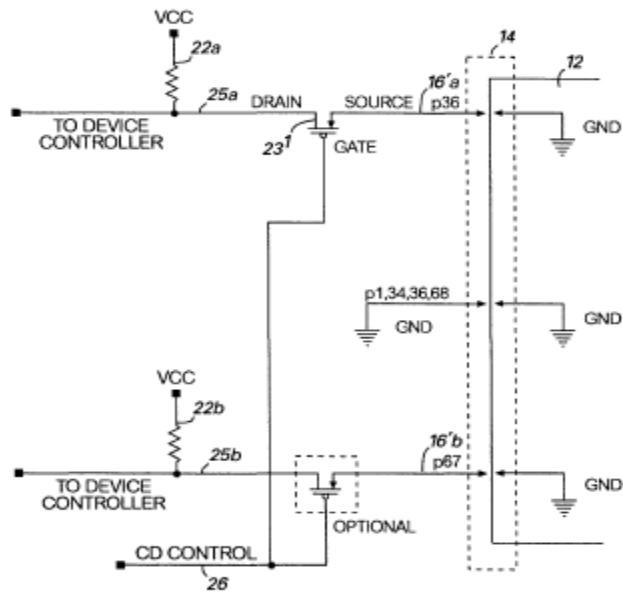 VCC
14
22a
12
16'a
25a
DRAIN
SOURCE
p36
TO DEVICE
CONTROLLER
23¹
GATE
GND
p1,34,36,68
GND
GND
VCC
22b
16'b
25b
p67
TO DEVICE
CONTROLLER
GND
OPTIONAL
CD CONTROL
26